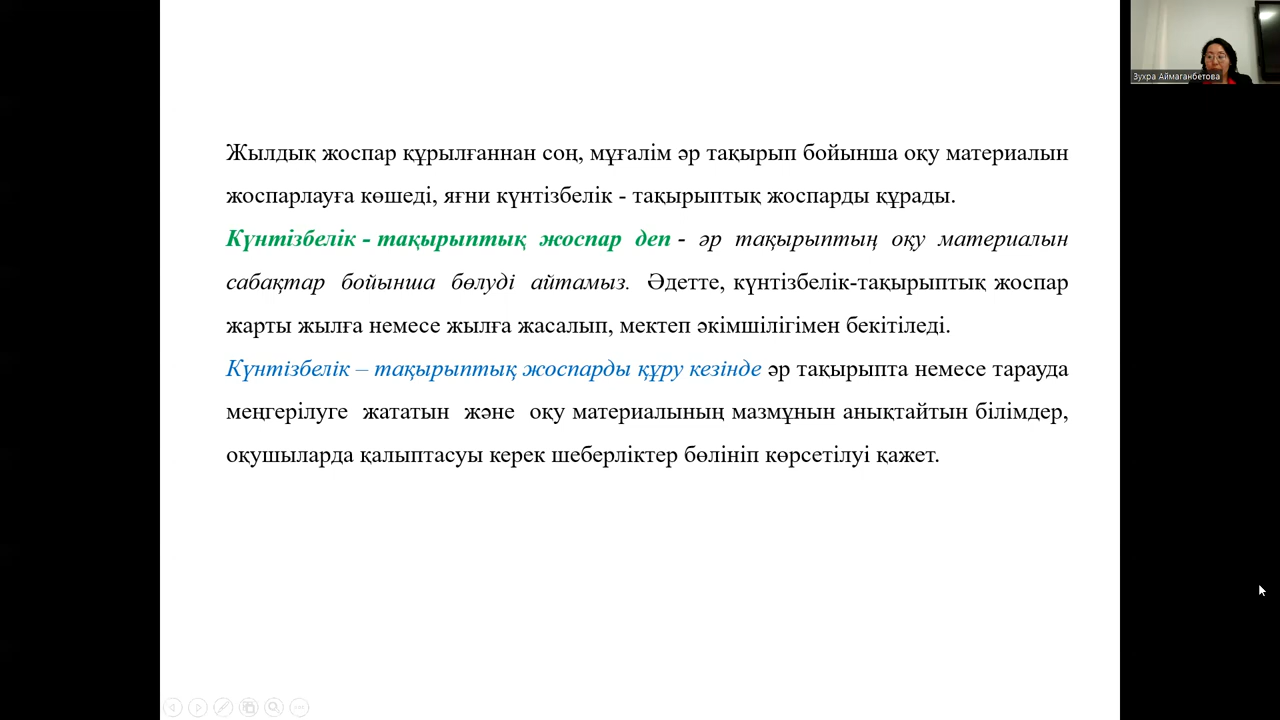 Зухра Аймаганбетова
Жылдық жоспар құрылғаннан соң, мұғалім әр тақырып бойынша оқу материалын
жоспарлауға көшеді, яғни күнтізбелік - тақырыптық жоспарды құрады.
Күнтізбелік - тақырыптық жоспар деп - әр тақырыптың оқу материалын
сабақтар бойынша бөлуді айтамыз. Әдетте, күнтізбелік-тақырыптық жоспар
жарты жылға немесе жылға жасалып, мектеп әкімшілігімен бекітіледі.
Күнтізбелік – тақырыптық жоспарды құру кезінде әр тақырыпта немесе тарауда
меңгерілуге жататын және оқу материалының мазмұнын анықтайтын білімдер,
оқушыларда қалыптасуы керек шеберліктер бөлініп көрсетілуі қажет.